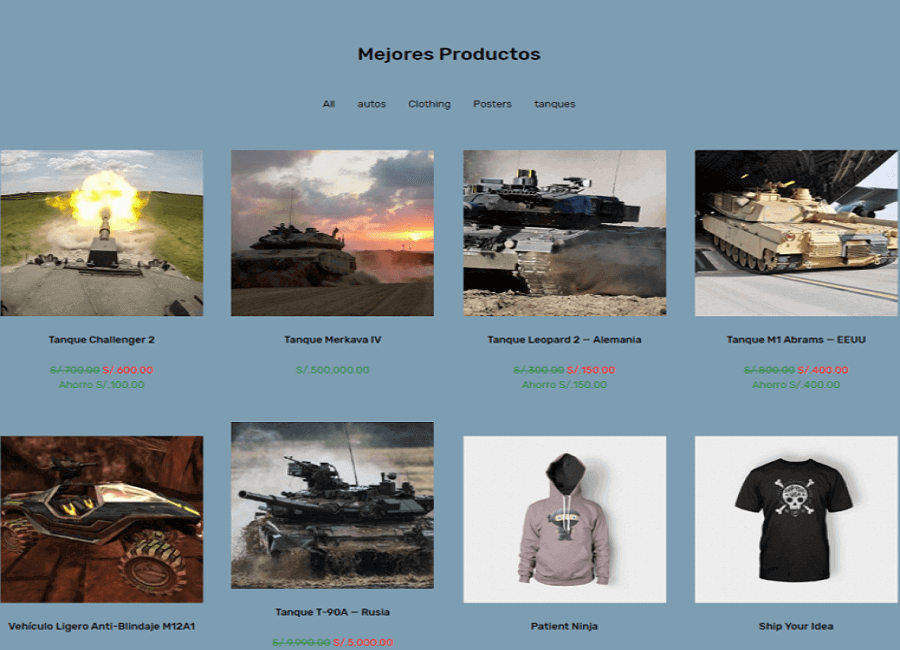 Mejores Productos
All autos Clothing Posters tanques
Tanque Challenger 2
S/.700.00 S/.600.00
Ahorro S/.100.00
Tanque Merkava IV
S/.500,000.00
Tanque Leopard 2 – Alemania
S/.300.00 S/.150.00
Ahorro S/.150.00
Tanque M1 Abrams – EEUU
S/.800.00 S/.400.00
Ahorro S/.400.00
Vehículo Ligero Anti-Blindaje M12A1
Tanque T-90A – Rusia
S/.9,990.00 S/.5,000.00
Patient Ninja
Ship Your Idea